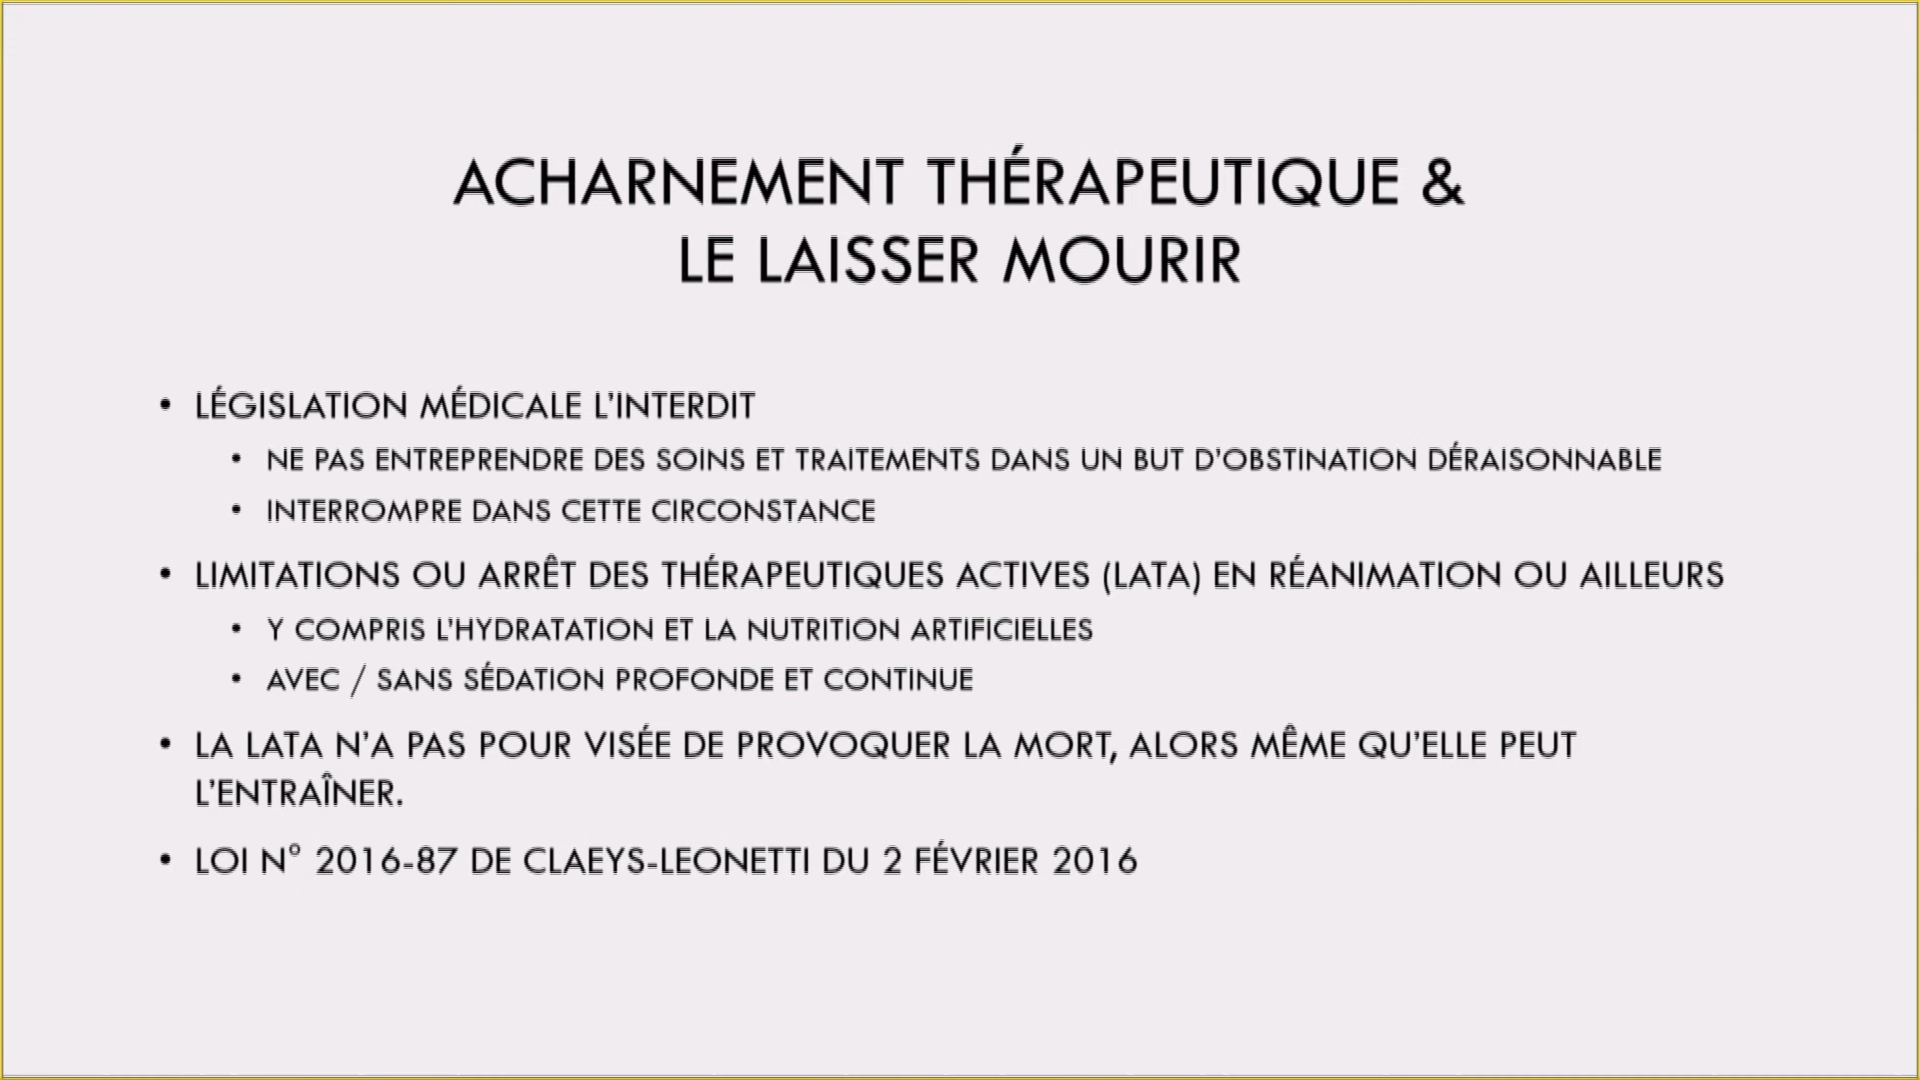 ACHARNEMENT THÉRAPEUTIQUE &
LE LAISSER MOURIR
• LÉGISLATION MÉDICALE L'INTERDIT
• NE PAS ENTREPRENDRE DES SOINS ET TRAITEMENTS DANS UN BUT D'OBSTINATION DÉRAISONNABLE
• INTERROMPRE DANS CETTE CIRCONSTANCE
• LIMITATIONS OU ARRÊT DES THÉRAPEUTIQUES ACTIVES (LATA) EN RÉANIMATION OU AILLEURS
• Y COMPRIS L'HYDRATATION ET LA NUTRITION ARTIFICIELLES
• AVEC / SANS SÉDATION PROFONDE ET CONTINUE
• LA LATA N'A PAS POUR VISÉE DE PROVOQUER LA MORT, ALORS MÊME QU'ELLE PEUT
L'ENTRAÎNER.
• LOI N° 2016-87 DE CLAEYS-LEONETTI DU 2 FÉVRIER 2016